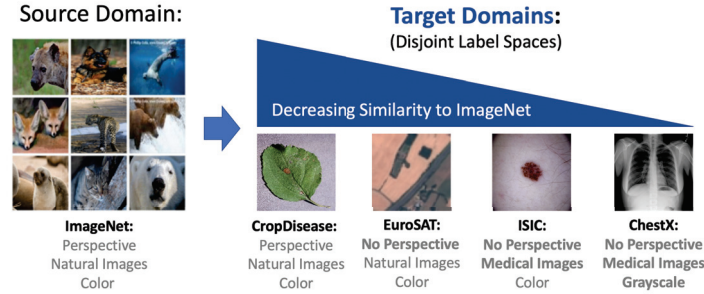 Source Domain:
Target Domains:
(Disjoint Label Spaces)
Decreasing Similarity to ImageNet
ImageNet:
Perspective
Natural Images
Color
CropDisease:
Perspective
Natural Images
Color
EuroSAT:
No Perspective
Natural Images
Color
ISIC:
No Perspective
Medical Images
Color
ChestX:
No Perspective
Medical Images
Grayscale